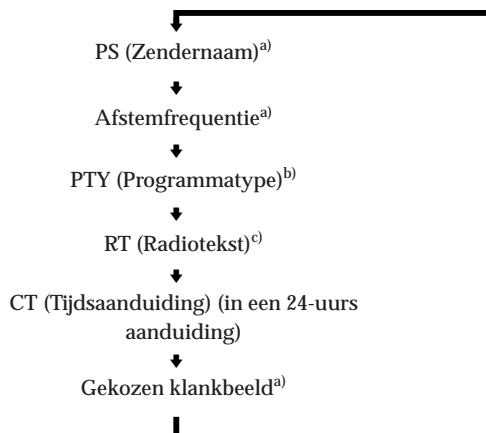 PS (Zendernaam)a)
Afstemfrequentiea)
PTY (Programmatype)b)
RT (Radiotekst)c)
CT (Tijdsaanduiding) (in een 24-uurs
aanduiding)
Gekozen klankbeelda)